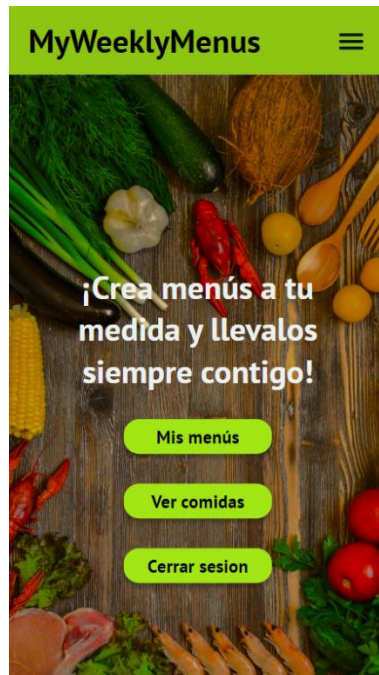 MyWeeklyMenus
¡Crea menús a tu
medida y llevalos
siempre contigo!
Mis menús
Ver comidas
Cerrar sesion